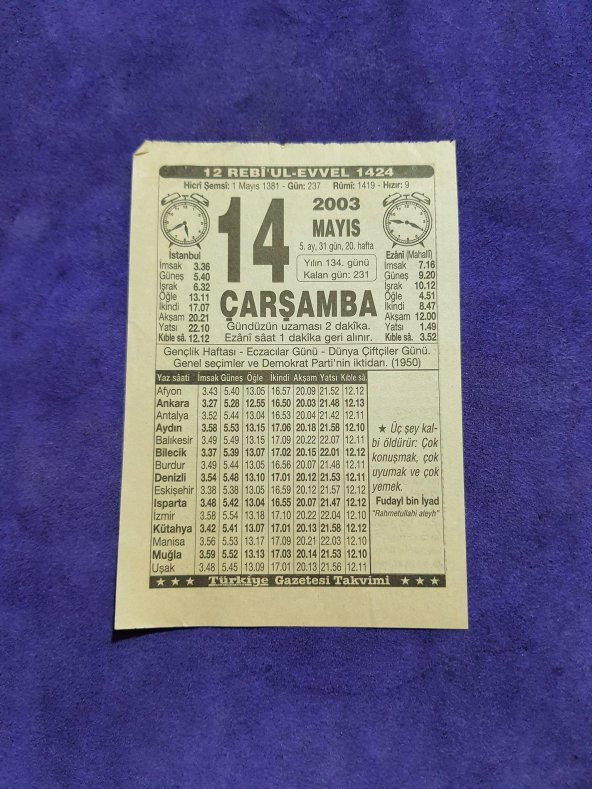 12 REBÎ'UL-EVVEL 1424
Hicrî Şemsî: 1 Mayıs 1381 - Gün: 237 Rûmî: 1419 - Hızır: 9
14
2003
MAYIS
5. ay, 31 gün, 20. hafta
Yılın 134. günü
Kalan gün: 231
ÇARŞAMBA
Gündüzün uzaması 2 dakîka.
Ezânî sâat 1 dakîka geri alınır.
İstanbul
İmsak 3.36
Güneş 5.40
İşrak 6.32
Öğle 13.11
İkindi 17.07
Akşam 20.21
Yatsı 22.10
Kıble sâ. 12.12
Ezânî (Mahallî)
İmsak 7.16
Güneş 9.20
İşrak 10.12
Öğle 4.51
İkindi 8.47
Akşam 12.00
Yatsı 1.49
Kıble sâ. 3.52
Gençlik Haftası - Eczacılar Günü - Dünya Çiftçiler Günü.
Genel seçimler ve Demokrat Parti'nin iktidarı. (1950)
Yaz sâati İmsak Güneş Öğle İkindi Akşam Yatsı Kıble sâ.
Afyon 3.43 5.40 13.05 16.57 20.09 21.52 12.12
Ankara 3.27 5.28 12.55 16.50 20.03 21.48 12.13
Antalya 3.52 5.44 13.04 16.53 20.04 21.42 12.11
Aydın 3.58 5.53 13.15 17.06 20.18 21.58 12.10
Balıkesir 3.49 5.49 13.15 17.09 20.22 22.07 12.11
Bilecik 3.37 5.39 13.07 17.02 20.15 22.01 12.12
Burdur 3.49 5.44 13.05 16.56 20.07 21.48 12.11
Denizli 3.54 5.48 13.10 17.01 20.12 21.53 12.11
Eskişehir 3.38 5.38 13.05 16.59 20.12 21.57 12.12
Isparta 3.48 5.42 13.04 16.55 20.07 21.47 12.12
İzmir 3.58 5.54 13.18 17.10 20.22 22.04 12.10
Kütahya 3.42 5.41 13.07 17.01 20.13 21.58 12.12
Manisa 3.56 5.53 13.17 17.09 20.21 22.03 12.10
Muğla 3.59 5.52 13.13 17.03 20.14 21.53 12.10
Uşak 3.48 5.45 13.09 17.01 20.13 21.56 12.11
★ Üç şey kal-
bi öldürür: Çok
konuşmak, çok
uyumak ve çok
yemek.
Fudayl bin İyad
"Rahmetullahi aleyh"
★ ★ ★ Türkiye Gazetesi Takvimi ★ ★ ★